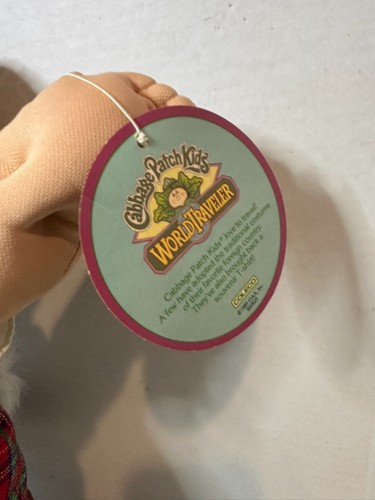 Cabbage Patch Kids
WORLD TRAVELER
Cabbage Patch Kids® love to travel!
A few have adopted the traditional costume
of their favorite foreign country.
They've also brought back a
souvenir T-shirt!
COLECO